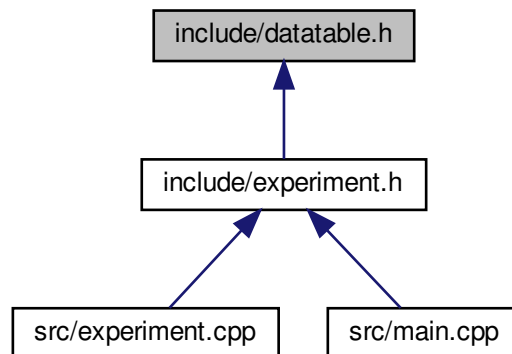 include/datatable.h
include/experiment.h
src/experiment.cpp
src/main.cpp